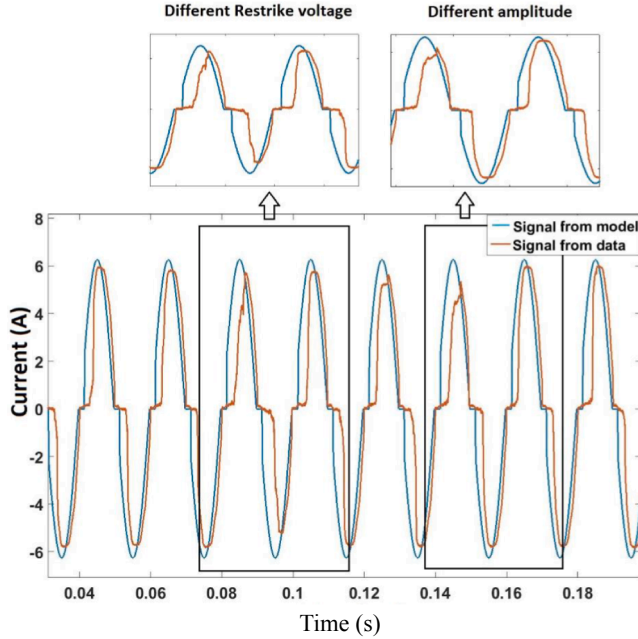 Different Restrike voltage
Different amplitude
Signal from model
Signal from data
Current (A)
8
6
4
2
0
-2
-4
-6
0.04 0.06 0.08 0.1 0.12 0.14 0.16 0.18
Time (s)